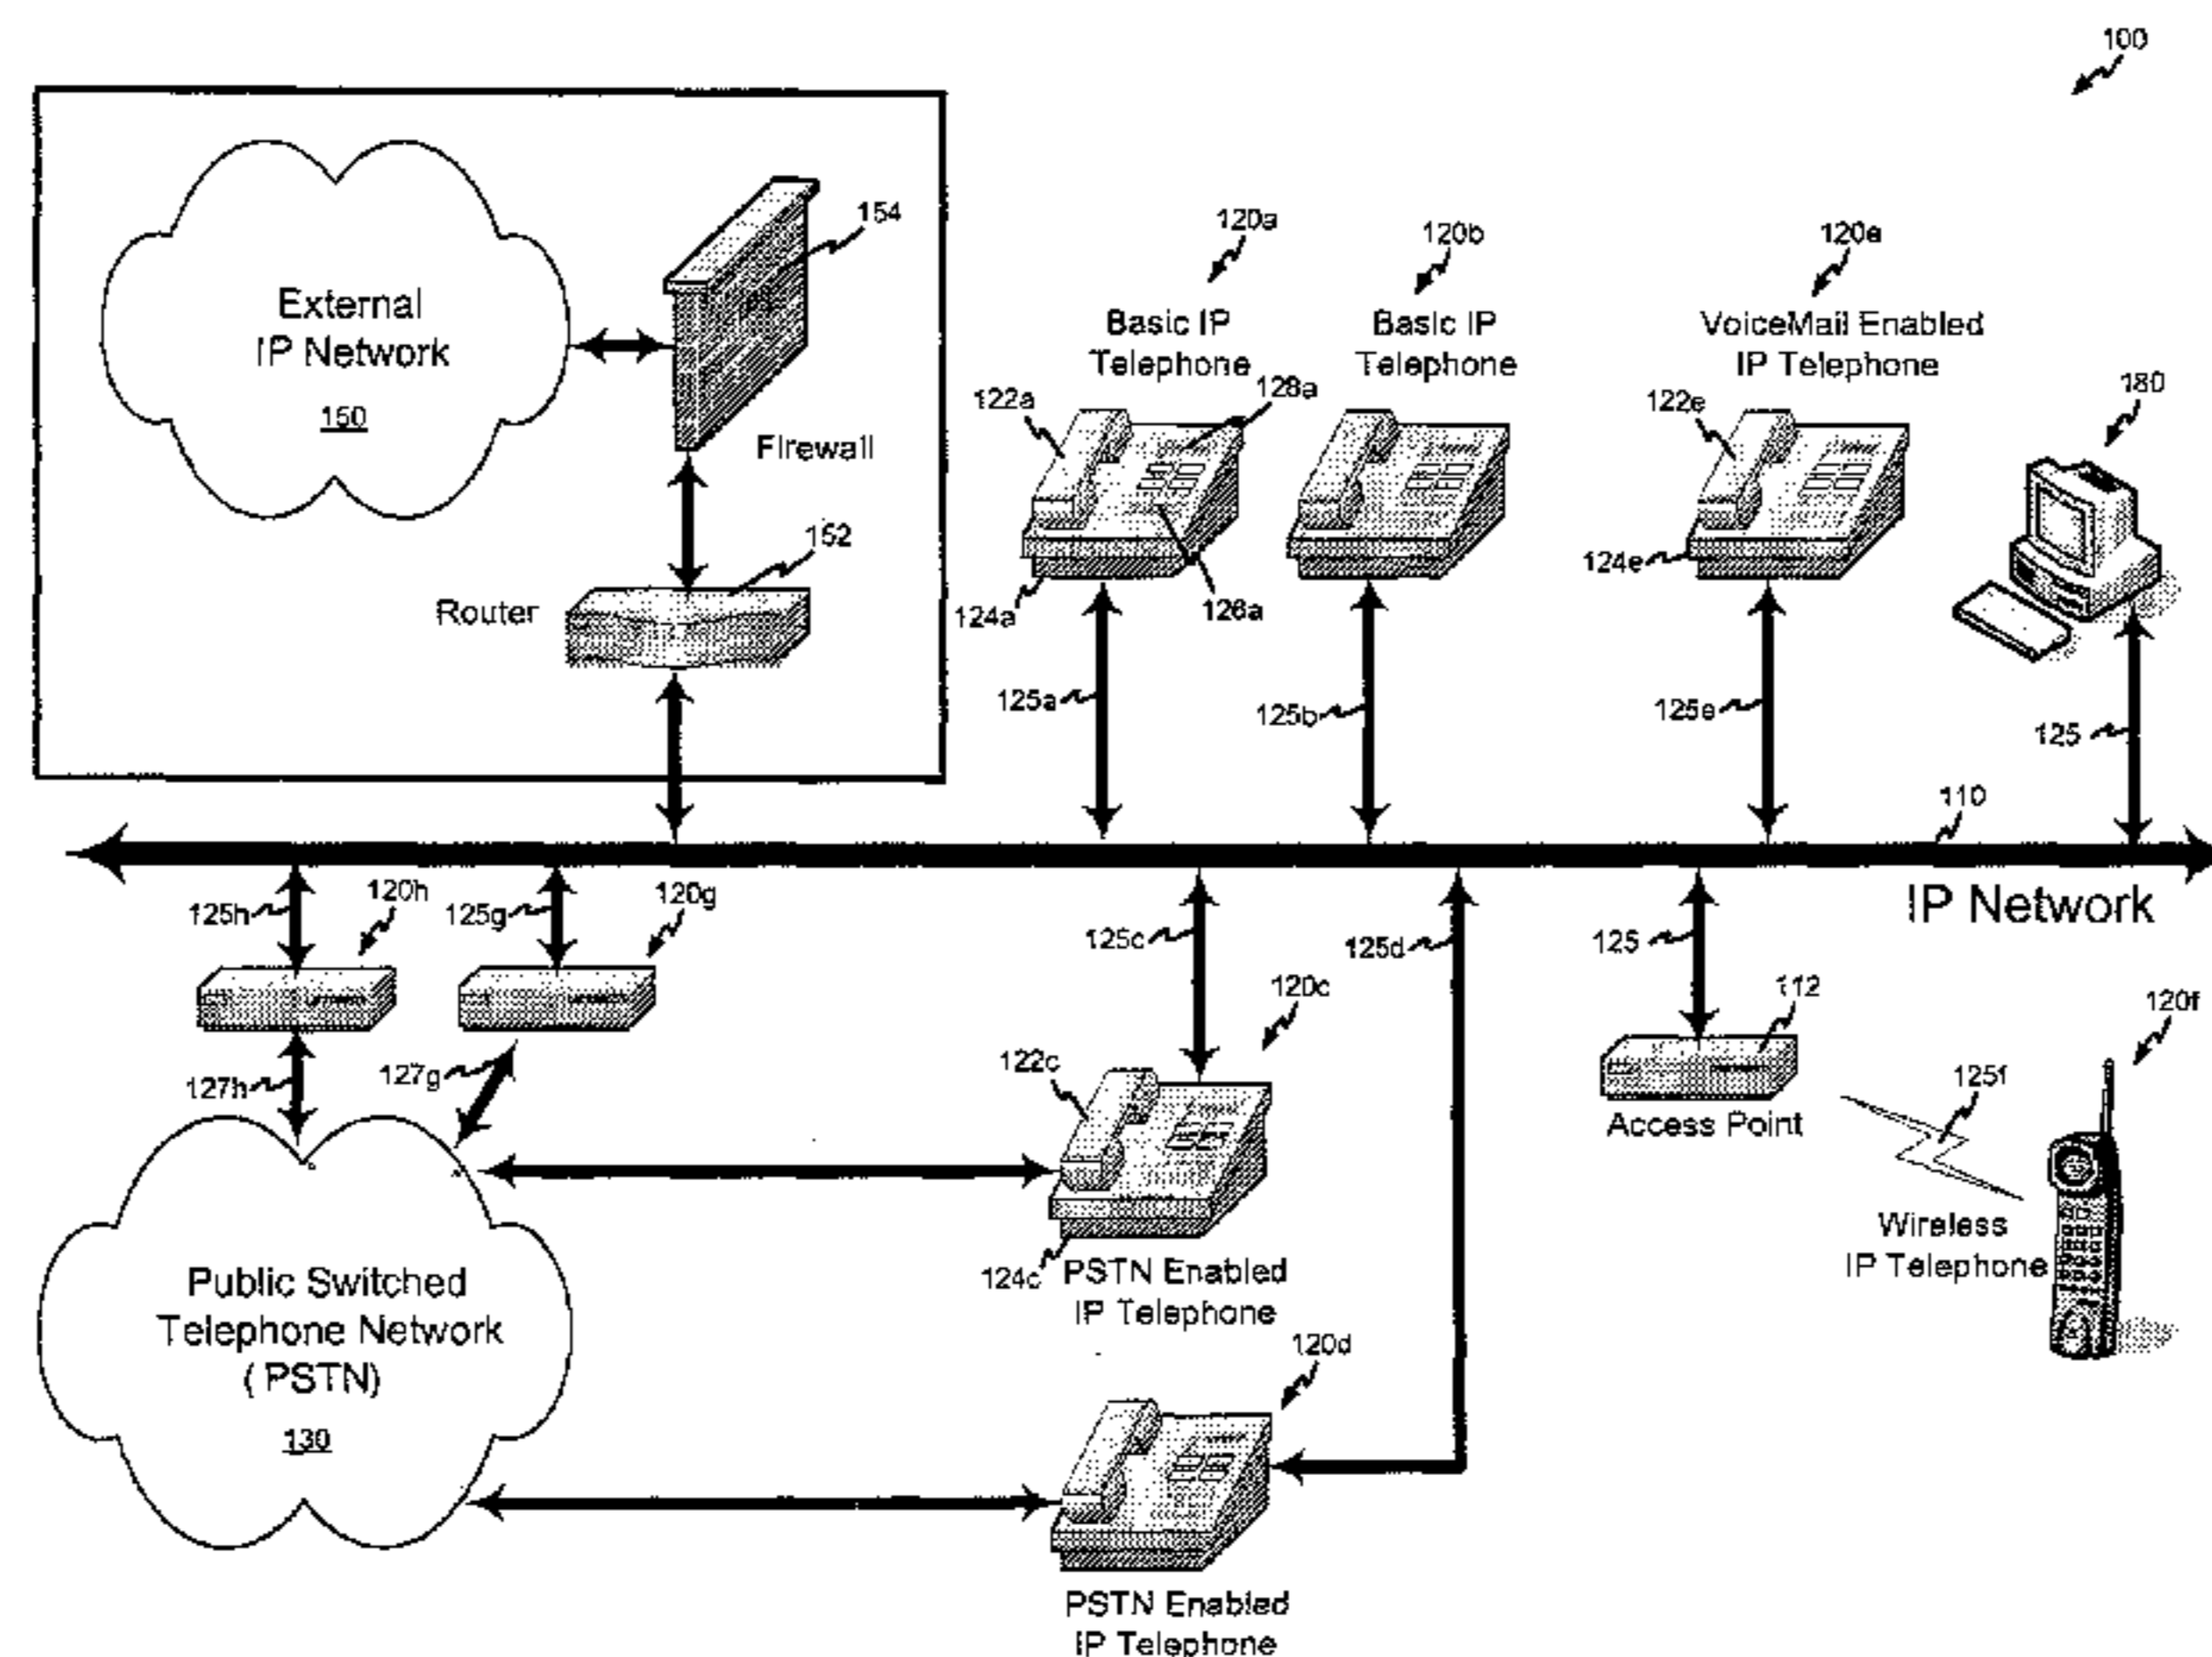 100
154
External
IP Network
150
Firewall
152
Router
120a
Basic IP
Telephone
122a
128a
124a
126a
125a
120b
Basic IP
Telephone
125b
120e
VoiceMail Enabled
IP Telephone
122e
124e
125e
180
125
110
IP Network
125h
120h
125g
120g
127h
127g
125c
120c
122c
124c
PSTN Enabled
IP Telephone
125d
120d
PSTN Enabled
IP Telephone
125
112
Access Point
125f
120f
Wireless
IP Telephone
Public Switched
Telephone Network
( PSTN)
130